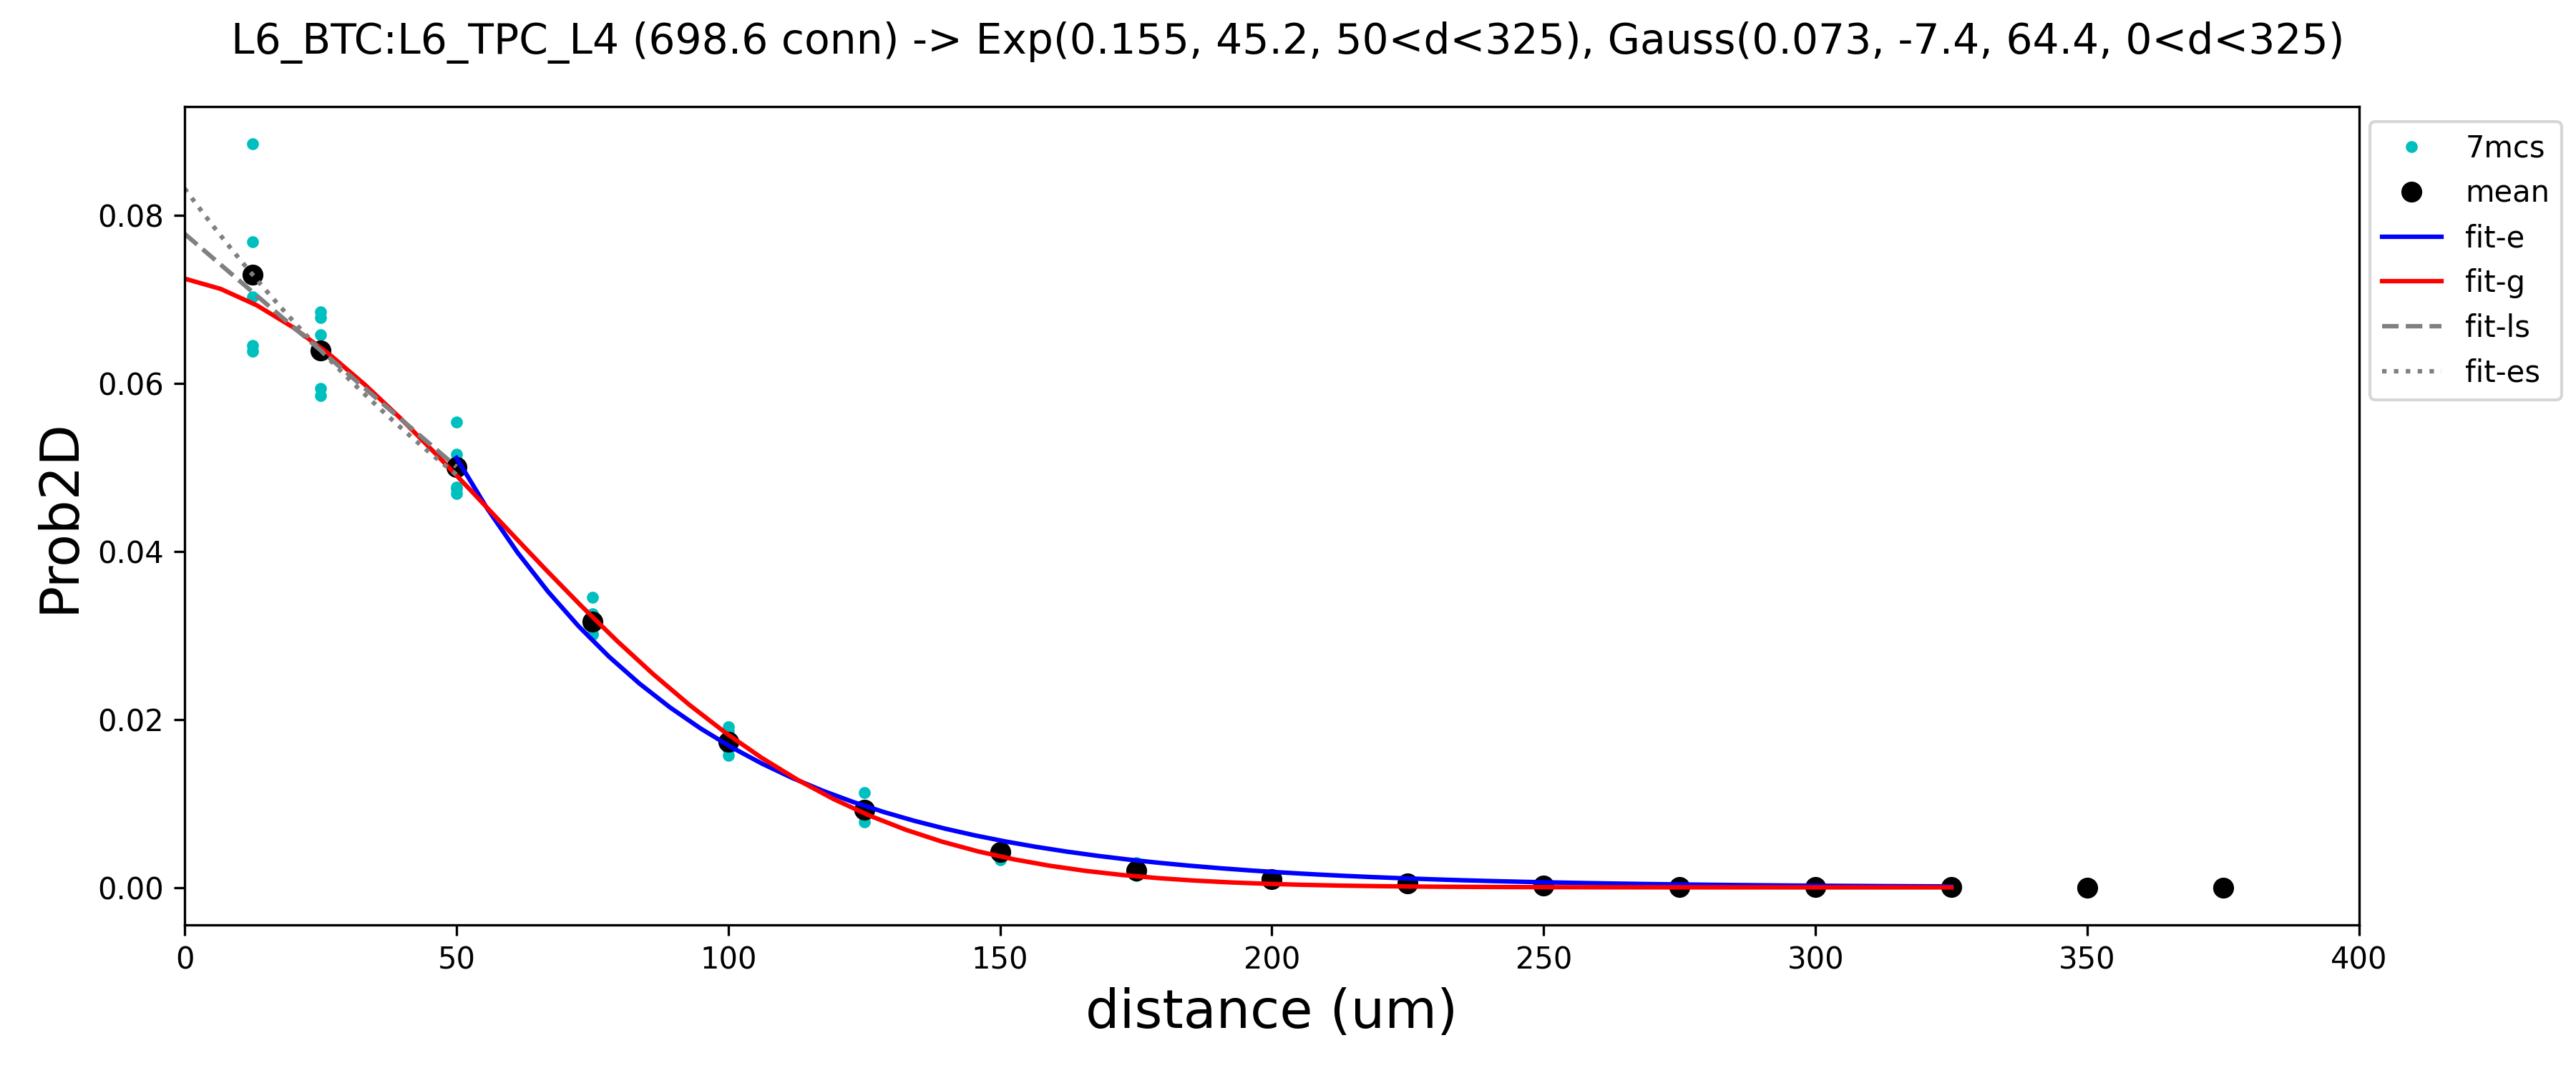 L6_BTC:L6_TPC_L4 (698.6 conn) -> Exp(0.155, 45.2, 50<d<325), Gauss(0.073, -7.4, 64.4, 0<d<325)
7mcs
mean
fit-e
fit-g
fit-ls
fit-es
Prob2D
0.08
0.06
0.04
0.02
0.00
0 50 100 150 200 250 300 350 400
distance (um)